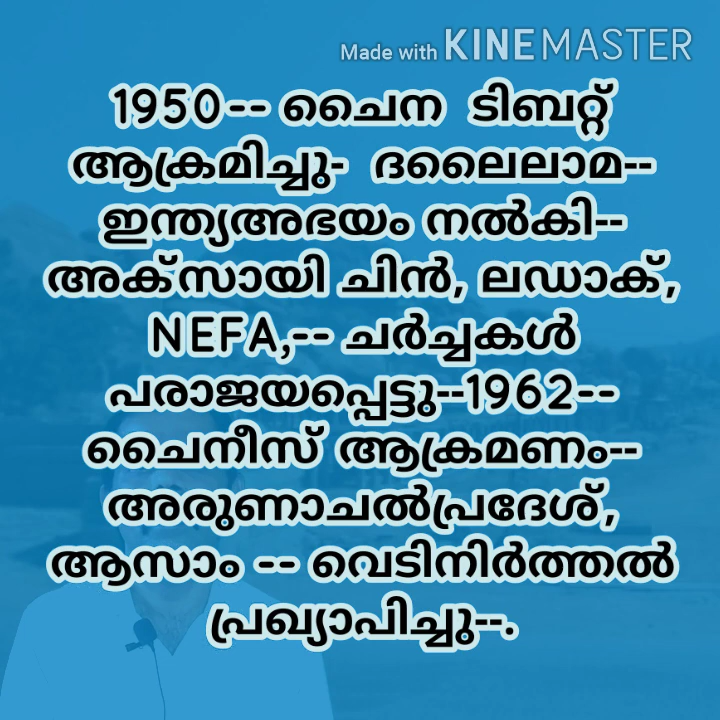 Made with KINEMASTER
1950-- ചൈന ടിബറ്റ്
ആക്രമിച്ചു- ദലൈലാമ--
ഇന്ത്യഅഭയം നൽകി--
അക്സായി ചിൻ, ലഡാക്,
NEFA,-- ചർച്ചകൾ
പരാജയപ്പെട്ടു--1962--
ചൈനീസ് ആക്രമണം--
അരുണാചൽപ്രദേശ്,
ആസാം -- വെടിനിർത്തൽ
പ്രഖ്യാപിച്ചു--.